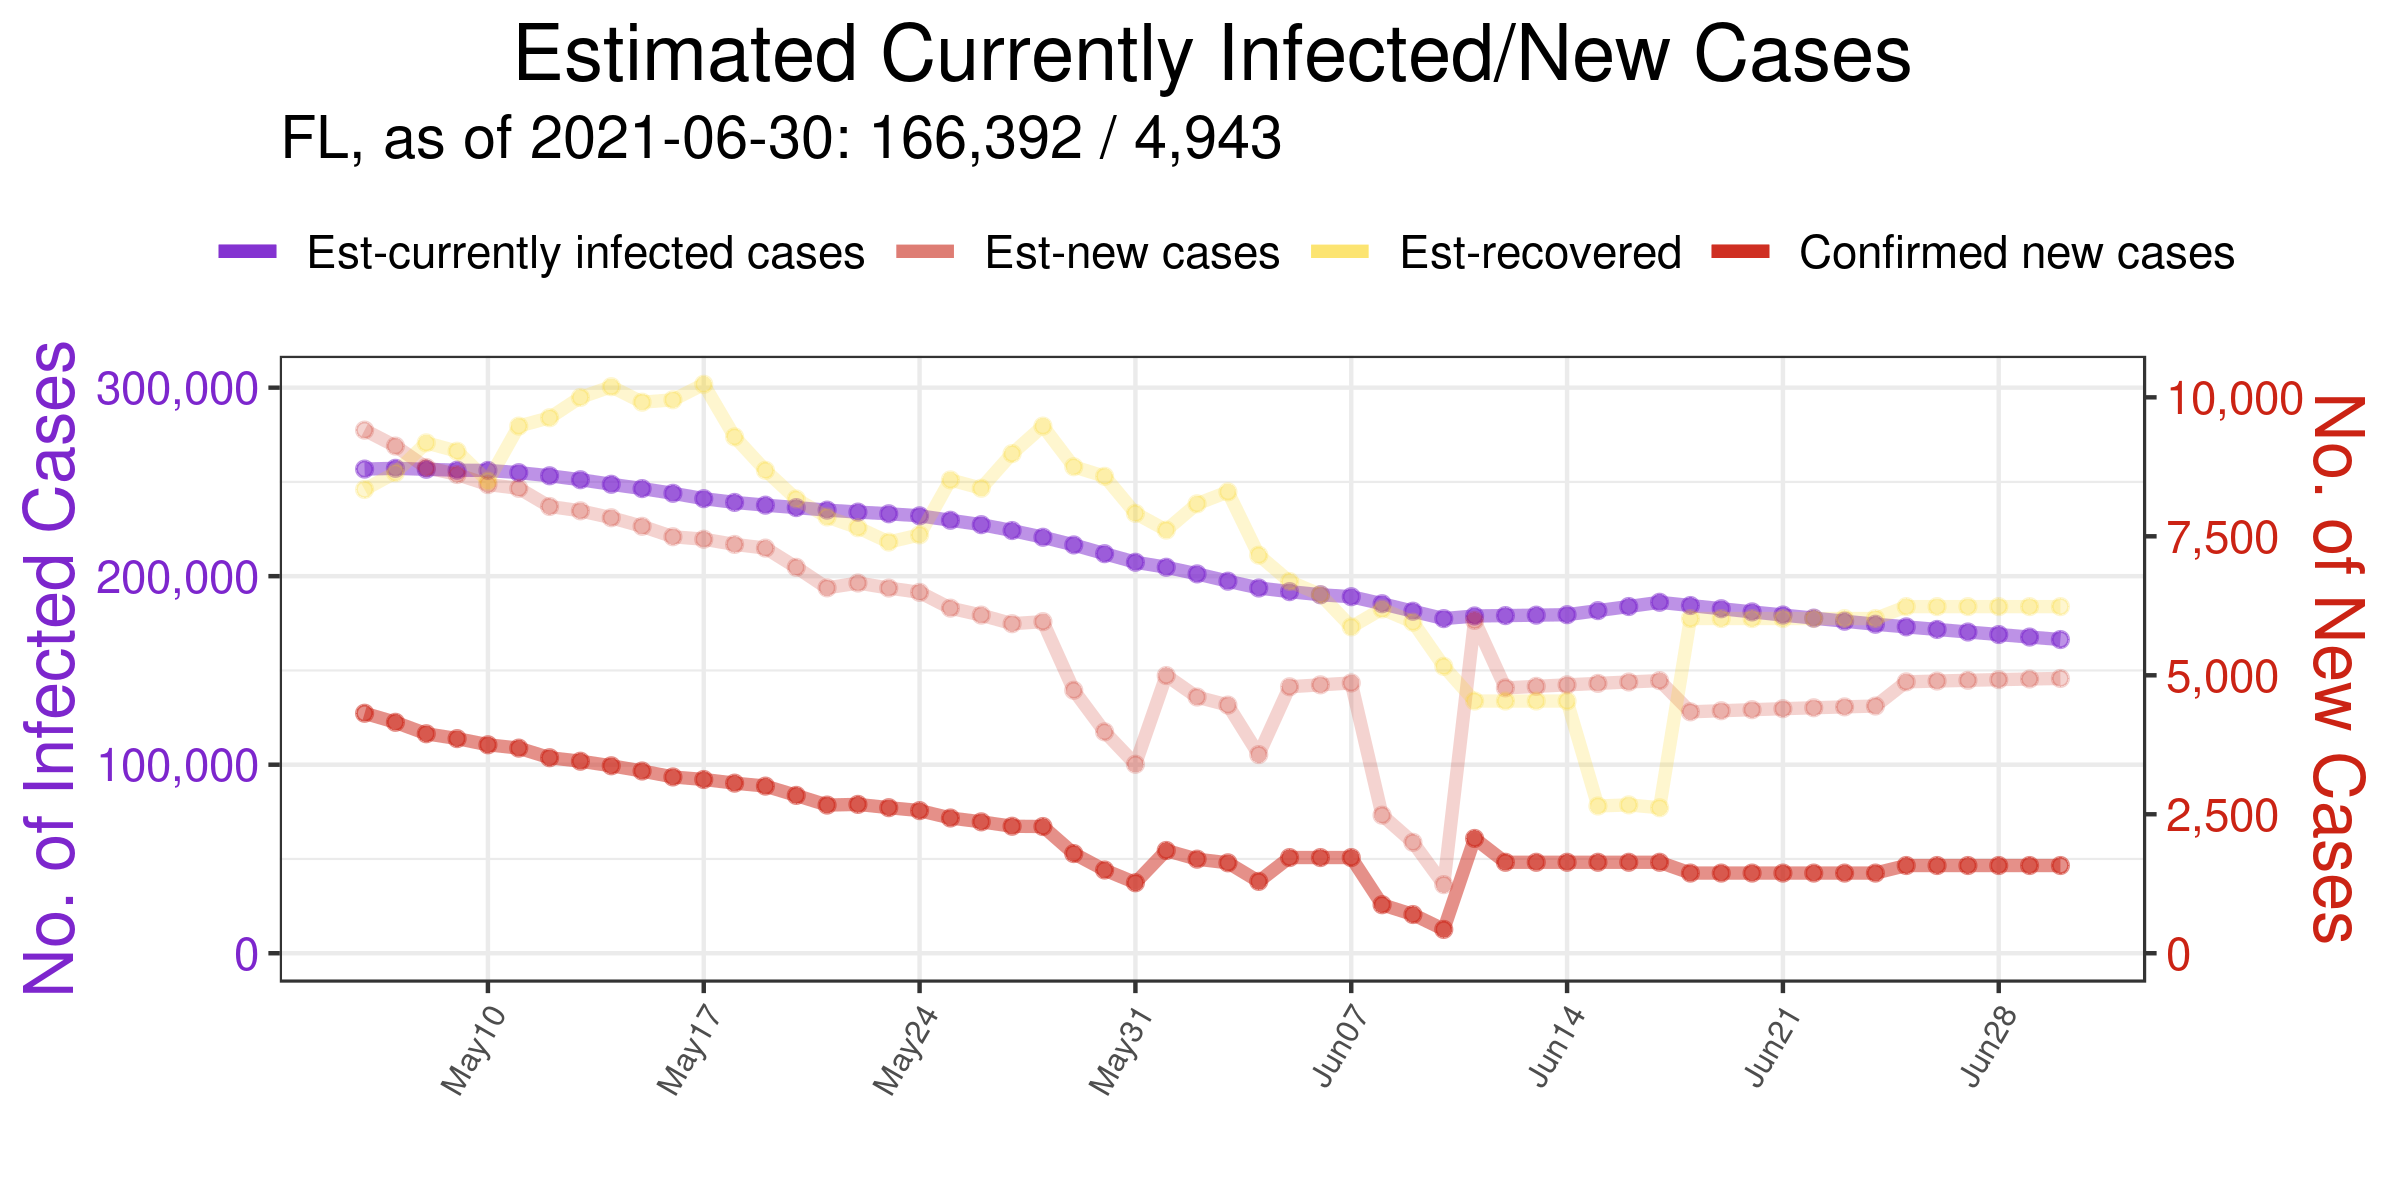 Estimated Currently Infected/New Cases
FL, as of 2021-06-30: 166,392 / 4,943
Est-currently infected cases Est-new cases Est-recovered Confirmed new cases
No. of Infected Cases
300,000
200,000
100,000
0
10,000
7,500
5,000
2,500
0
No. of New Cases
May10 May17 May24 May31 Jun07 Jun14 Jun21 Jun28